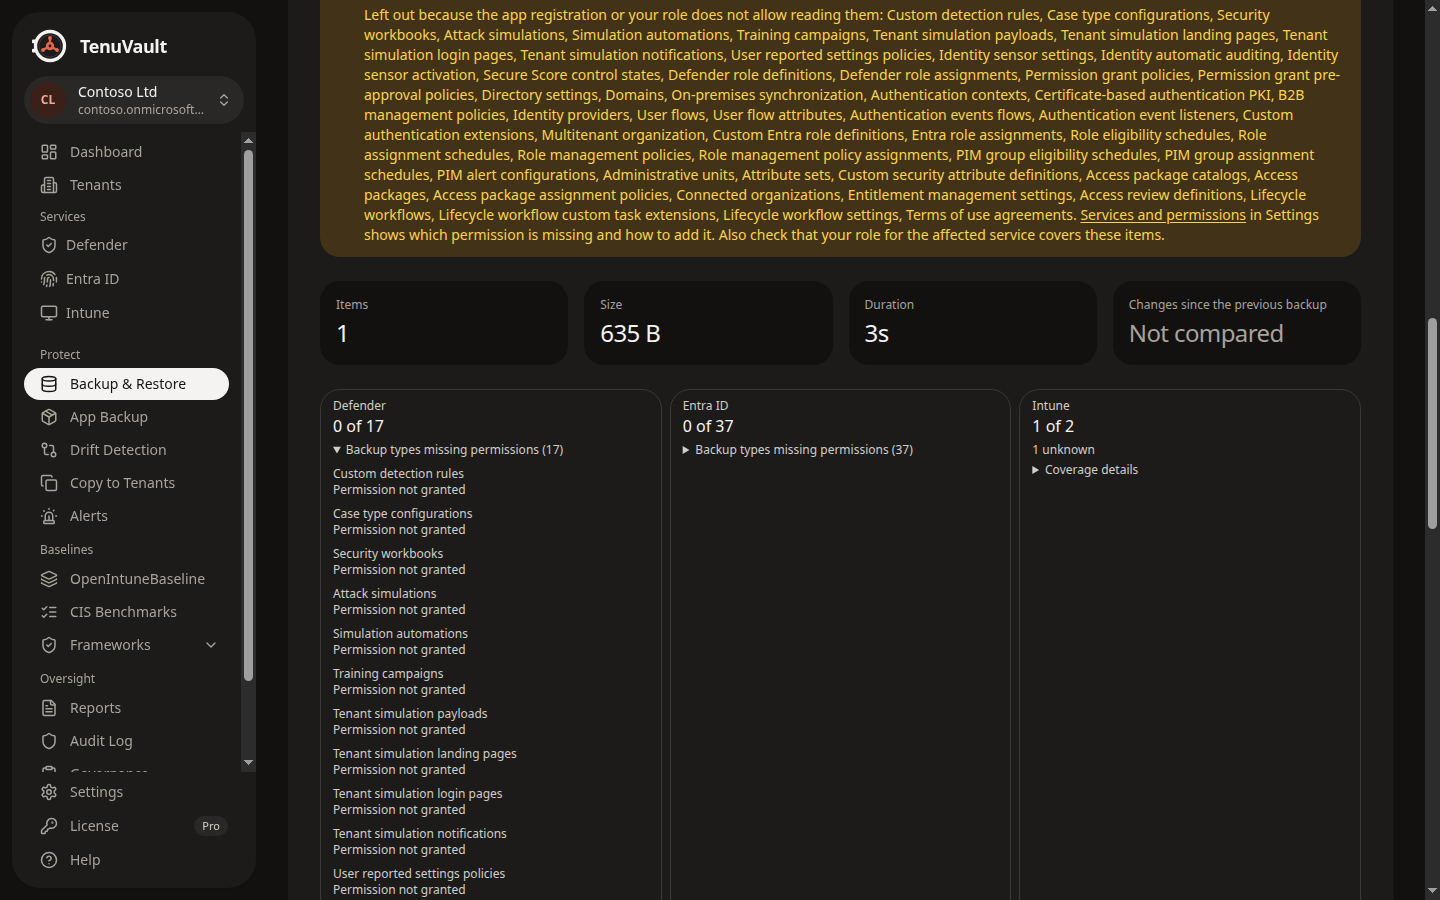 TenuVault
CL
Contoso Ltd
contoso.onmicrosoft...
Dashboard
Tenants
Services
Defender
Entra ID
Intune
Protect
Backup & Restore
App Backup
Drift Detection
Copy to Tenants
Alerts
Baselines
OpenIntuneBaseline
CIS Benchmarks
Frameworks
Oversight
Reports
Audit Log
Settings
License
Pro
Help
Left out because the app registration or your role does not allow reading them: Custom detection rules, Case type configurations, Security
workbooks, Attack simulations, Simulation automations, Training campaigns, Tenant simulation payloads, Tenant simulation landing pages, Tenant
simulation login pages, Tenant simulation notifications, User reported settings policies, Identity sensor settings, Identity automatic auditing, Identity
sensor activation, Secure Score control states, Defender role definitions, Defender role assignments, Permission grant policies, Permission grant pre-
approval policies, Directory settings, Domains, On-premises synchronization, Authentication contexts, Certificate-based authentication PKI, B2B
management policies, Identity providers, User flows, User flow attributes, Authentication events flows, Authentication event listeners, Custom
authentication extensions, Multitenant organization, Custom Entra role definitions, Entra role assignments, Role eligibility schedules, Role
assignment schedules, Role management policies, Role management policy assignments, PIM group eligibility schedules, PIM group assignment
schedules, PIM alert configurations, Administrative units, Attribute sets, Custom security attribute definitions, Access package catalogs, Access
packages, Access package assignment policies, Connected organizations, Entitlement management settings, Access review definitions, Lifecycle
workflows, Lifecycle workflow custom task extensions, Lifecycle workflow settings, Terms of use agreements. Services and permissions in Settings
shows which permission is missing and how to add it. Also check that your role for the affected service covers these items.
Items
1
Size
635 B
Duration
3s
Changes since the previous backup
Not compared
Defender
0 of 17
Backup types missing permissions (17)
Custom detection rules
Permission not granted
Case type configurations
Permission not granted
Security workbooks
Permission not granted
Attack simulations
Permission not granted
Simulation automations
Permission not granted
Training campaigns
Permission not granted
Tenant simulation payloads
Permission not granted
Tenant simulation landing pages
Permission not granted
Tenant simulation login pages
Permission not granted
Tenant simulation notifications
Permission not granted
User reported settings policies
Permission not granted
Entra ID
0 of 37
Backup types missing permissions (37)
Intune
1 of 2
1 unknown
Coverage details